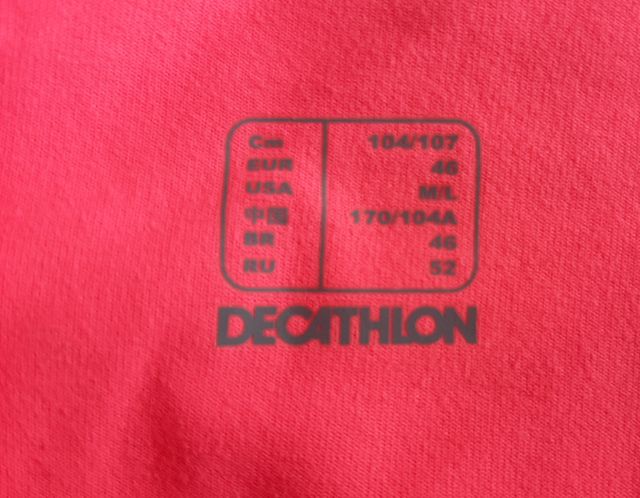 Cm 104/107
EUR 46
USA M/L
中国 170/104A
BR 46
RU 52
DECATHLON